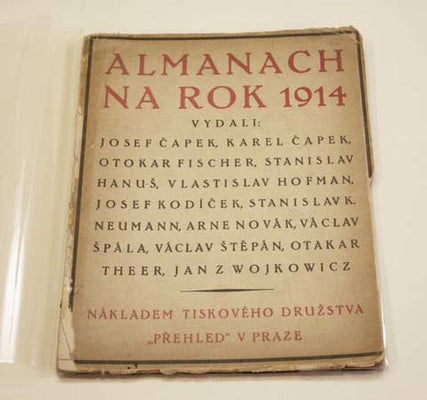 ALMANACH
NA ROK 1914
VYDALI:
JOSEF ČAPEK, KAREL ČAPEK,
OTOKAR FISCHER, STANISLAV
HANUŠ, VLASTISLAV HOFMAN,
JOSEF KODÍČEK, STANISLAV K.
NEUMANN, ARNE NOVÁK, VÁCLAV
ŠPÁLA, VÁCLAV ŠTĚPÁN, OTAKAR
THEER, JAN Z WOJKOWICZ
NÁKLADEM TISKOVÉHO DRUŽSTVA
„PŘEHLED" V PRAZE